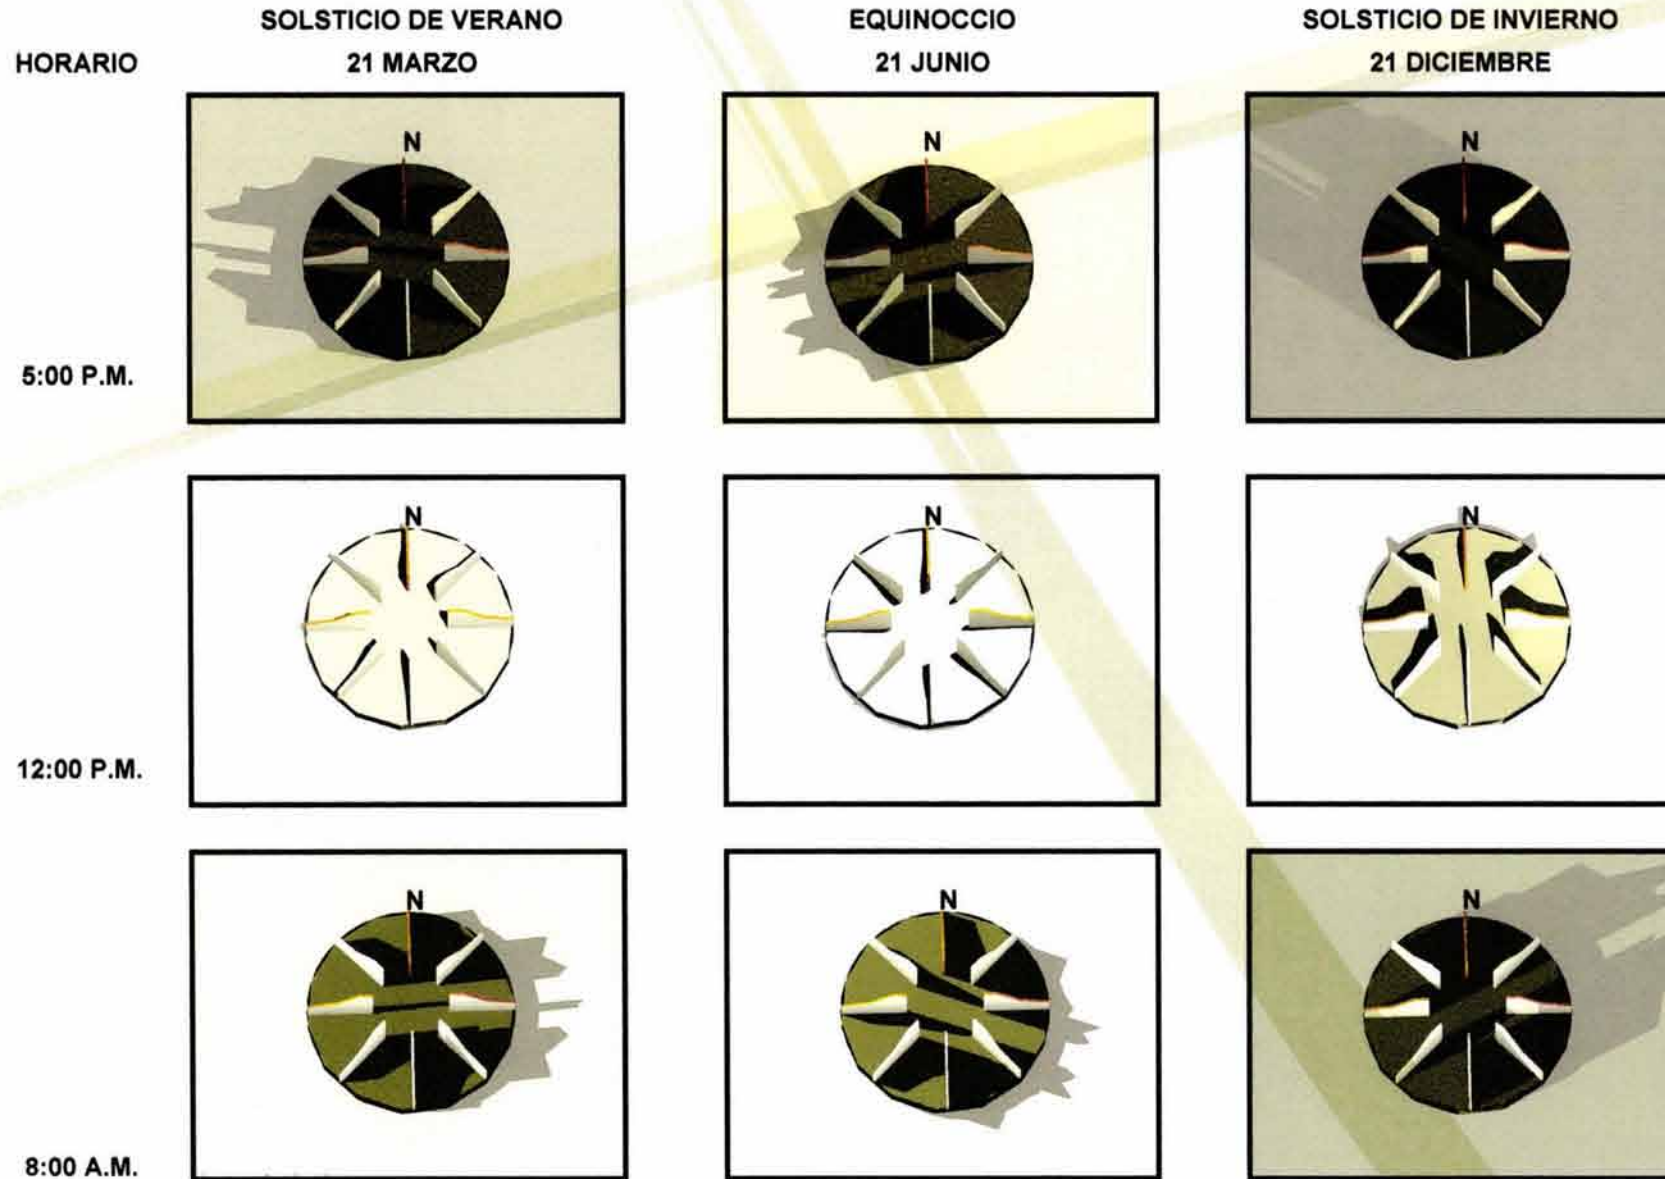 SOLSTICIO DE VERANO
EQUINOCCIO
SOLSTICIO DE INVIERNO
HORARIO
21 MARZO
21 JUNIO
21 DICIEMBRE
N
N
N
5:00 P.M.
N
N
N
12:00 P.M.
N
N
N
8:00 A.M.